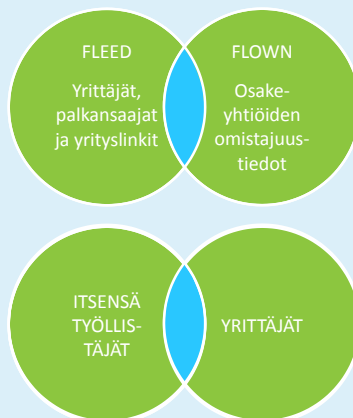 FLEED
Yrittäjät,
palkansaajat
ja yrityslinkit
FLOWN
Osake-
yhtiöiden
omistajuus-
tiedot
ITSENSÄ
TYÖLLIS-
TÄJÄT
YRITTÄJÄT